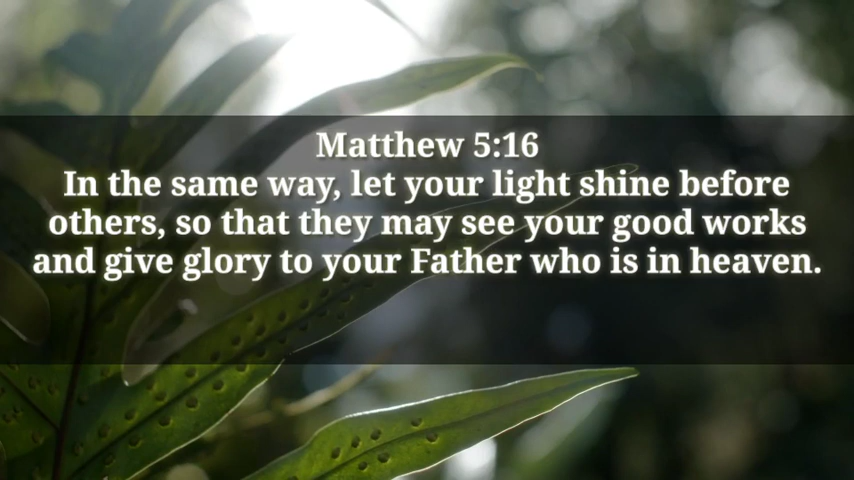 Matthew 5:16
In the same way, let your light shine before
others, so that they may see your good works
and give glory to your Father who is in heaven.